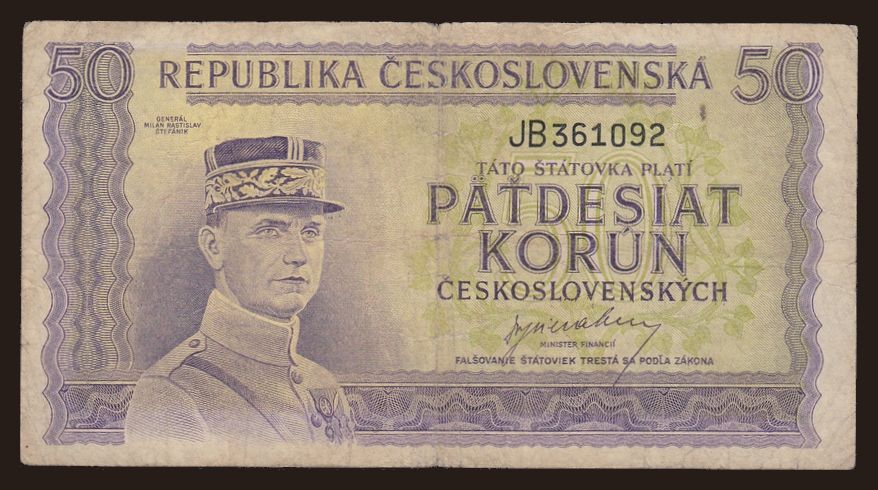 50 REPUBLIKA ČESKOSLOVENSKÁ 50
GENERÁL
MILAN RASTISLAV
ŠTEFÁNIK
JB361092
TÁTO ŠTÁTOVKA PLATÍ
PÄŤDESIAT
KORÚN
ČESKOSLOVENSKÝCH
MINISTER FINANCIÍ
FALŠOVANIE ŠTÁTOVIEK TRESTÁ SA PODĽA ZÁKONA